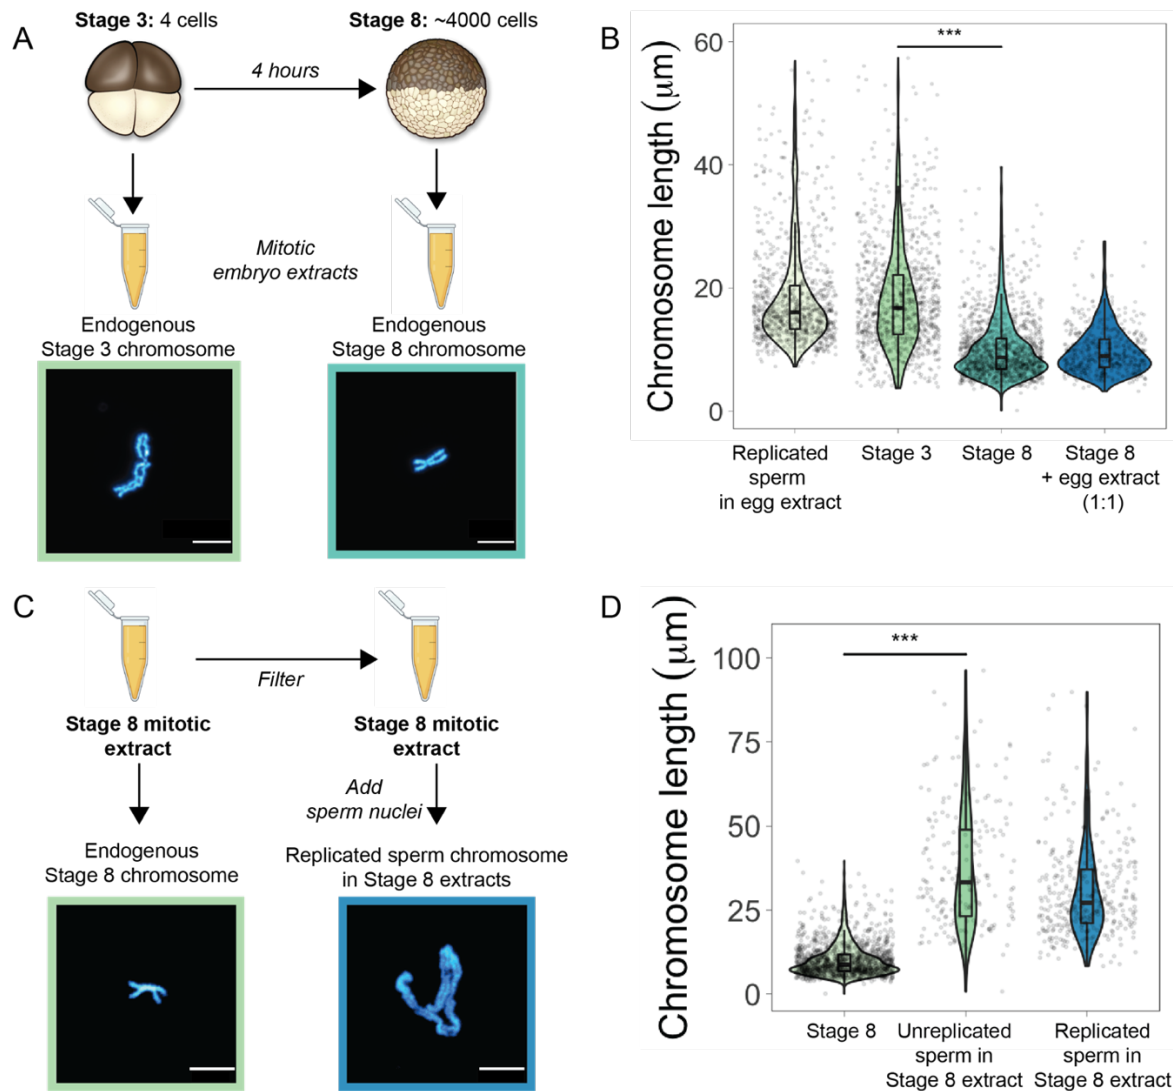 A
Stage 3: 4 cells
Stage 8: ~4000 cells
4 hours
Mitotic
embryo extracts
Endogenous
Stage 3 chromosome
Endogenous
Stage 8 chromosome
B
***
Chromosome length (μm)
60
40
20
0
Replicated
sperm
in egg extract
Stage 3
Stage 8
Stage 8
+ egg extract
(1:1)
C
Filter
Stage 8 mitotic
extract
Stage 8 mitotic
extract
Add
sperm nuclei
Endogenous
Stage 8 chromosome
Replicated sperm chromosome
in Stage 8 extracts
D
***
Chromosome length (μm)
100
75
50
25
0
Stage 8
Unreplicated
sperm in
Stage 8 extract
Replicated
sperm in
Stage 8 extract